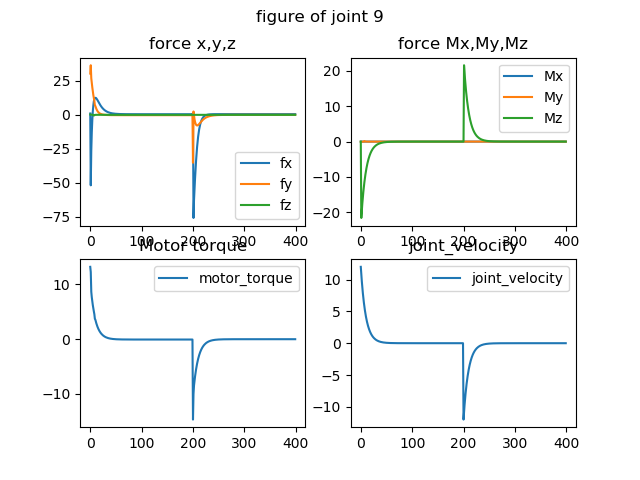 figure of joint 9
force x,y,z
force Mx,My,Mz
25
0
−25
−50
−75
fx
fy
fz
0
100
200
300
400
20
10
0
−10
−20
Mx
My
Mz
0
100
200
300
400
Motor torque
joint_velocity
10
0
−10
motor_torque
0
100
200
300
400
10
5
0
−5
−10
joint_velocity
0
100
200
300
400